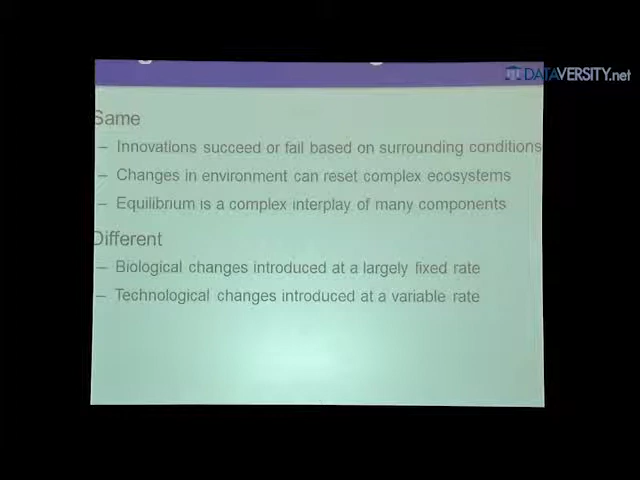 DATAVERSITY.net
Same
– Innovations succeed or fail based on surrounding conditions
– Changes in environment can reset complex ecosystems
– Equilibrium is a complex interplay of many components
Different
– Biological changes introduced at a largely fixed rate
– Technological changes introduced at a variable rate